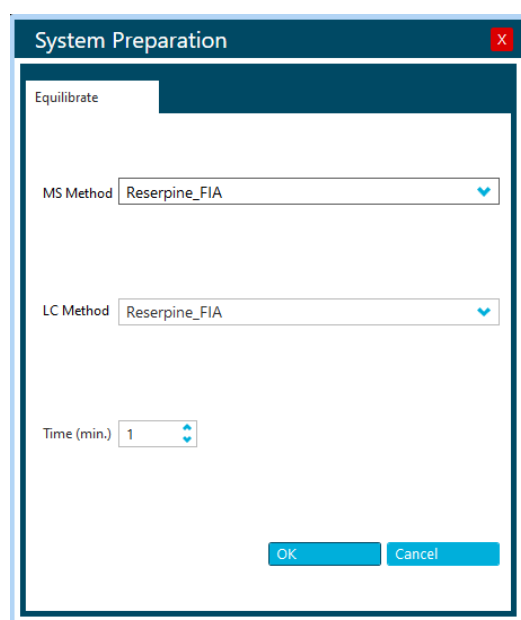 System Preparation
X
Equilibrate
MS Method Reserpine_FIA
LC Method Reserpine_FIA
Time (min.) 1
OK Cancel